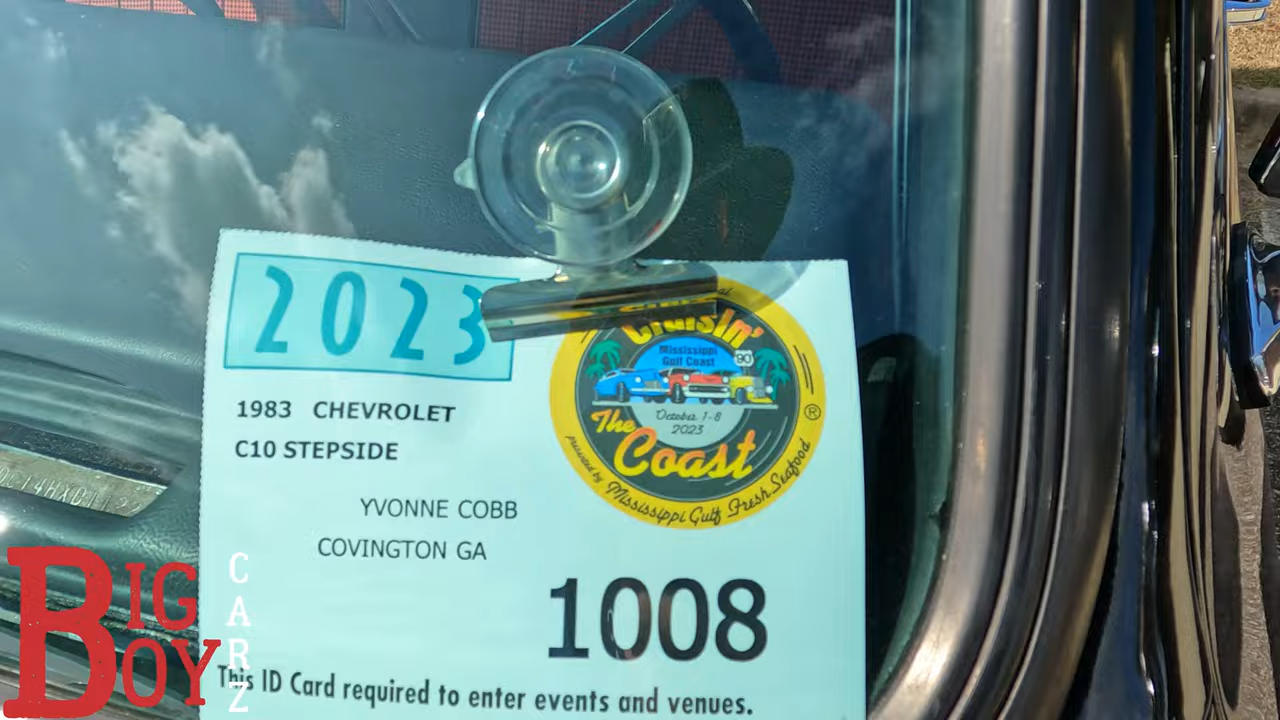 2023
Cruisin'
Mississippi
Gulf Coast
90
October 1-8
2023
The
Coast
®
presented by Mississippi Gulf Fresh Seafood
1983 CHEVROLET
C10 STEPSIDE
YVONNE COBB
COVINGTON GA
1008
This ID Card required to enter events and venues.
BIG
BOY
CARZ